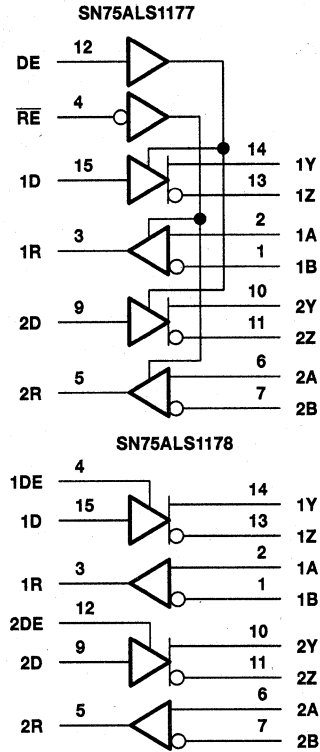 SN75ALS1177
DE 12
RE 4
1D 15 14 1Y
13 1Z
1R 3 2 1A
1 1B
2D 9 10 2Y
11 2Z
2R 5 6 2A
7 2B
SN75ALS1178
1DE 4
1D 15 14 1Y
13 1Z
1R 3 2 1A
1 1B
2DE 12
2D 9 10 2Y
11 2Z
2R 5 6 2A
7 2B